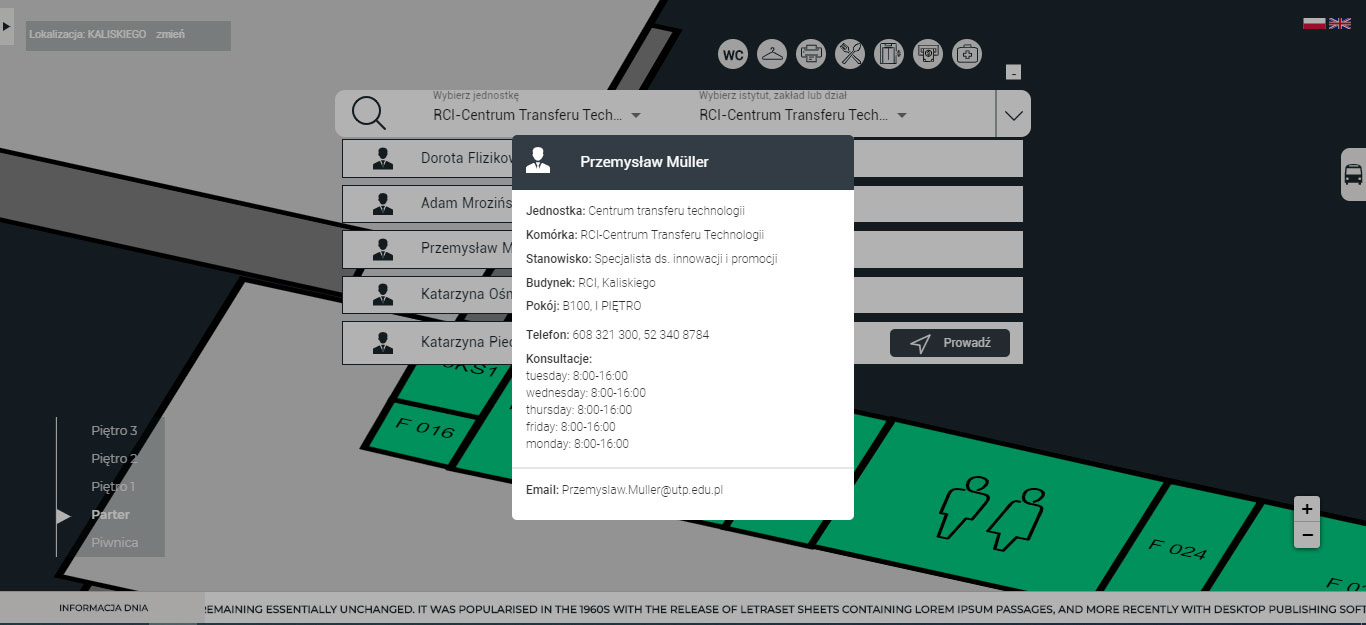 Lokalizacja: KALISKIEGO zmień
WC
-
Wybierz jednostkę
RCI-Centrum Transferu Tech...
Wybierz istytut, zakład lub dział
RCI-Centrum Transferu Tech...
Dorota
Adam
Przemysław M
Katarzyna
Katarzyna
Prowadź
Przemysław Müller
Jednostka: Centrum transferu technologii
Komórka: RCI-Centrum Transferu Technologii
Stanowisko: Specjalista ds. innowacji i promocji
Budynek: RCI, Kaliskiego
Pokój: B100, I PIĘTRO
Telefon: 608 321 300, 52 340 8784
Konsultacje:
tuesday: 8:00-16:00
wednesday: 8:00-16:00
thursday: 8:00-16:00
friday: 8:00-16:00
monday: 8:00-16:00
Email: Przemyslaw.Muller@utp.edu.pl
F 016
F 024
Piętro 3
Piętro 2
Piętro 1
Parter
Piwnica
+
−
INFORMACJA DNIA
EMAINING ESSENTIALLY UNCHANGED. IT WAS POPULARISED IN THE 1960S WITH THE RELEASE OF LETRASET SHEETS CONTAINING LOREM IPSUM PASSAGES, AND MORE RECENTLY WITH DESKTOP PUBLISHING SOFT